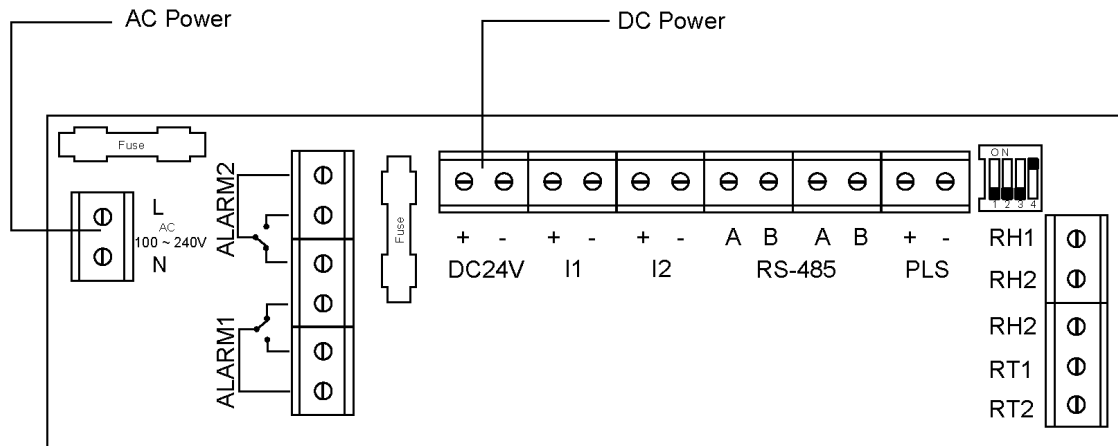 AC Power
DC Power
Fuse
ALARM2
Fuse
ON
1 2 3 4
L
AC
100 ~ 240V
N
+ - + - + - A B A B + -
DC24V I1 I2 RS-485 PLS
RH1
RH2
ALARM1
RH2
RT1
RT2